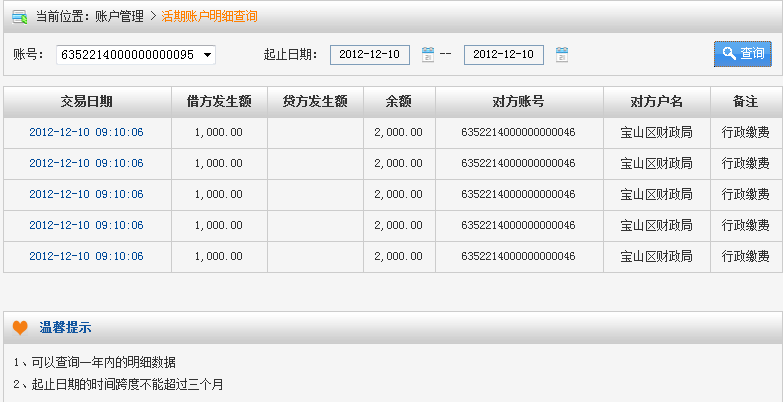 当前位置：账户管理 > 活期账户明细查询
账号： 6352214000000000095 起止日期： 2012-12-10 -- 2012-12-10 查询
交易日期 借方发生额 贷方发生额 余额 对方账号 对方户名 备注
2012-12-10 09:10:06 1,000.00 2,000.00 6352214000000000046 宝山区财政局 行政缴费
2012-12-10 09:10:06 1,000.00 2,000.00 6352214000000000046 宝山区财政局 行政缴费
2012-12-10 09:10:06 1,000.00 2,000.00 6352214000000000046 宝山区财政局 行政缴费
2012-12-10 09:10:06 1,000.00 2,000.00 6352214000000000046 宝山区财政局 行政缴费
2012-12-10 09:10:06 1,000.00 2,000.00 6352214000000000046 宝山区财政局 行政缴费
温馨提示
1、可以查询一年内的明细数据
2、起止日期的时间跨度不能超过三个月